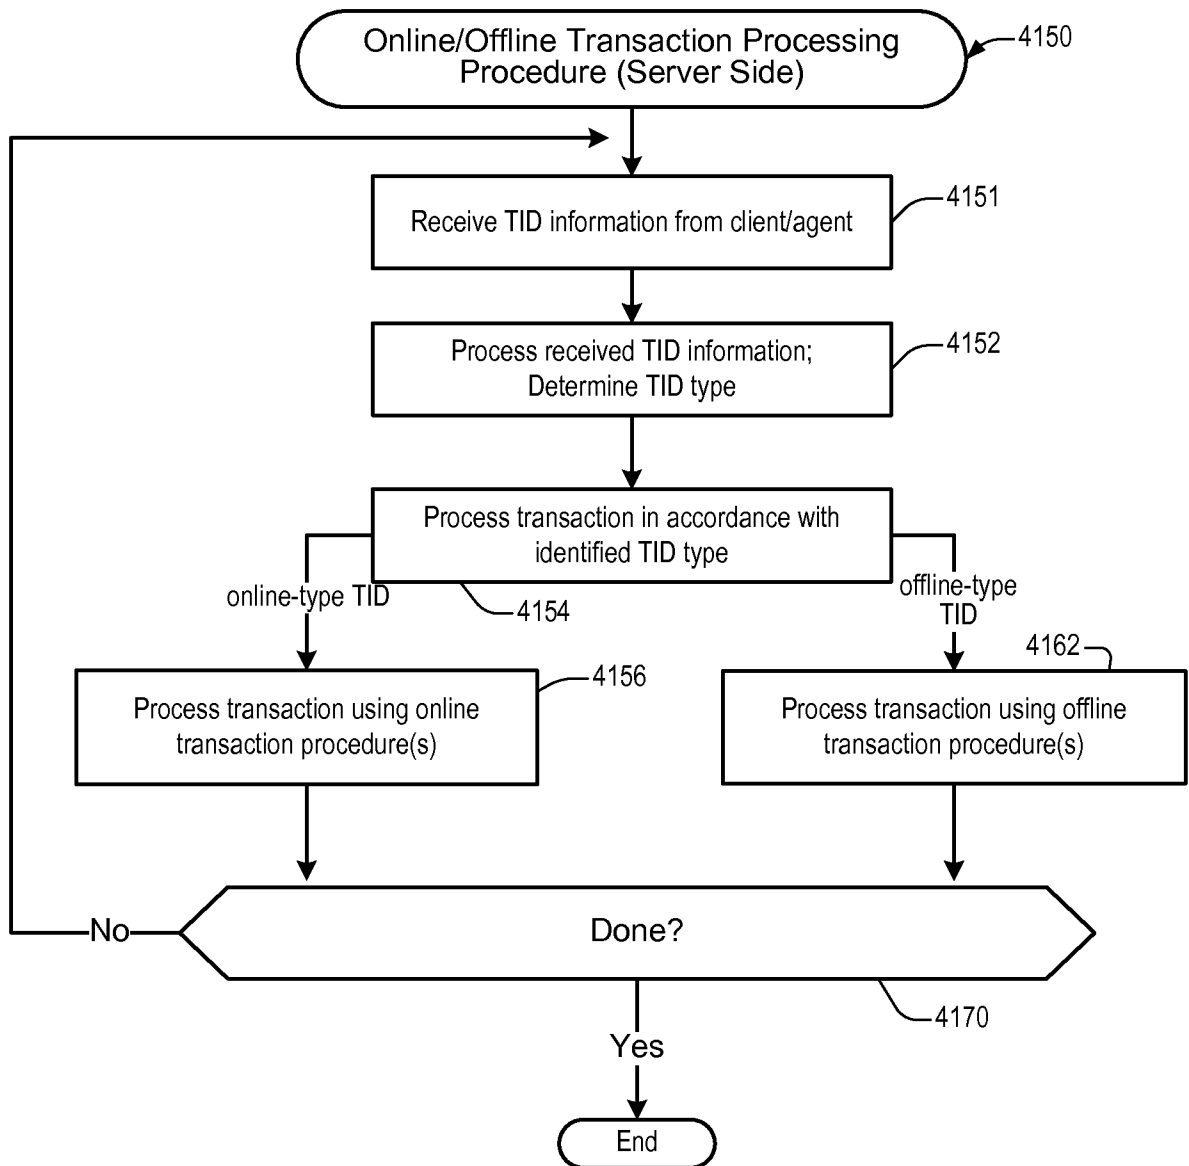 Online/Offline Transaction Processing
Procedure (Server Side)
4150
Receive TID information from client/agent
4151
Process received TID information;
Determine TID type
4152
Process transaction in accordance with
identified TID type
4154
online-type TID
offline-type
TID
Process transaction using online
transaction procedure(s)
4156
Process transaction using offline
transaction procedure(s)
4162
Done?
No
4170
Yes
End